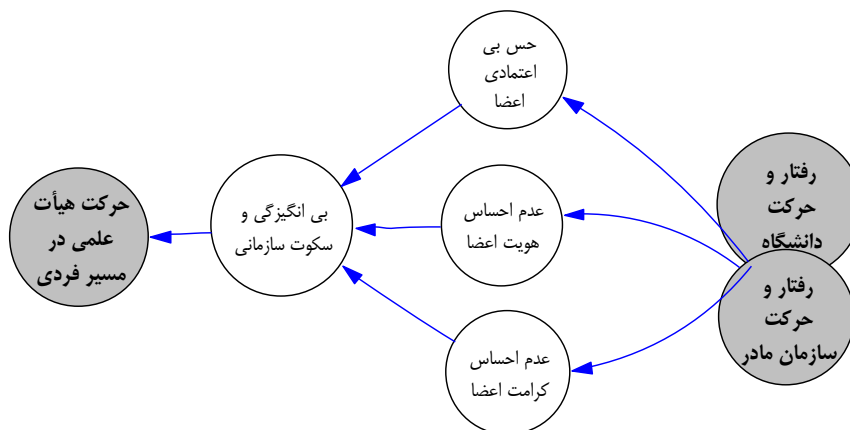 رفتار و
حرکت
دانشگاه
رفتار و
حرکت
سازمان مادر
حس بی
اعتمادی
اعضا
عدم احساس
هویت اعضا
عدم احساس
کرامت اعضا
بی انگیزگی و
سکوت سازمانی
حرکت هیأت
علمی در
مسیر فردی